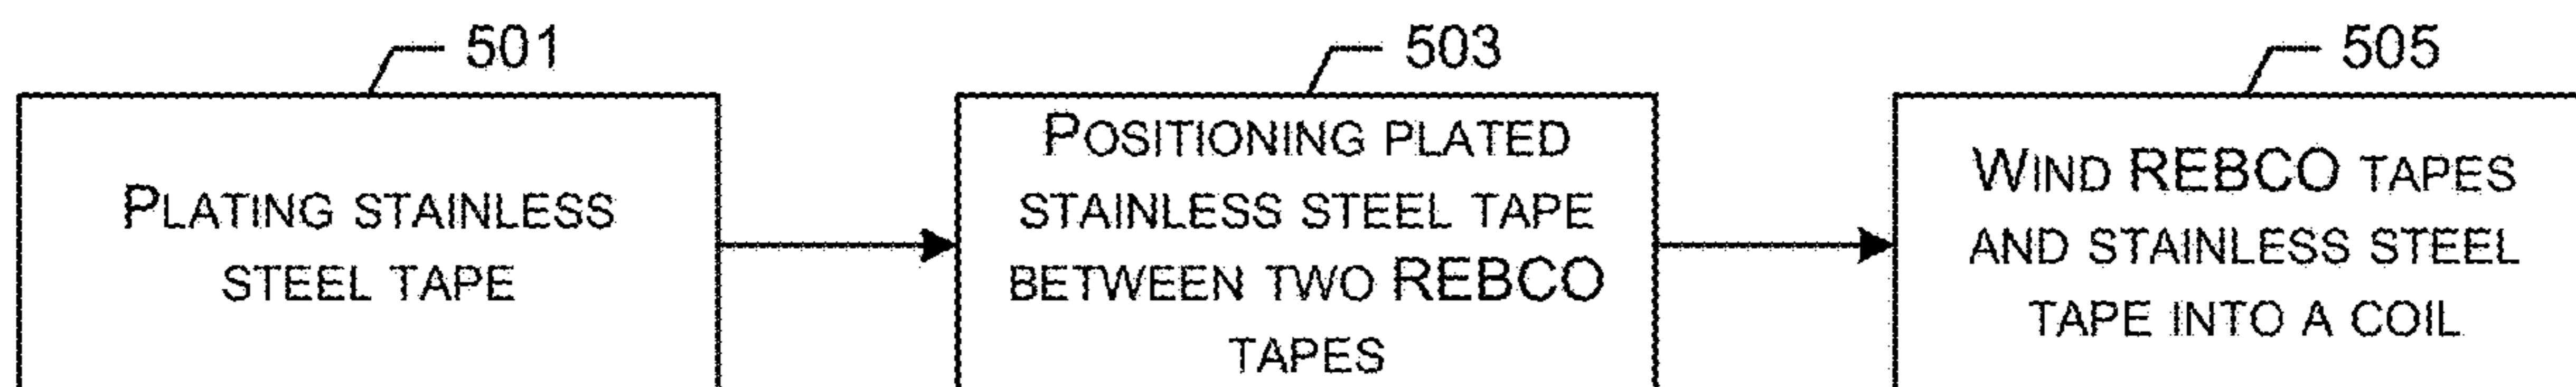 501
PLATING STAINLESS
STEEL TAPE
503
POSITIONING PLATED
STAINLESS STEEL TAPE
BETWEEN TWO REBCO
TAPES
505
WIND REBCO TAPES
AND STAINLESS STEEL
TAPE INTO A COIL